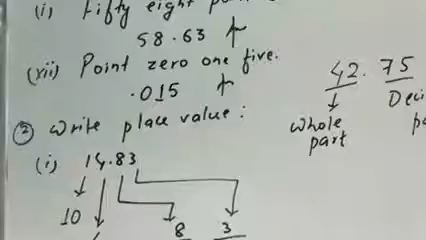 (i) Fifty eight
58.63
(xii) Point zero one five.
.015
42.75
whole part
Deci
② Write place value:
(i) 14.83
10
8 3